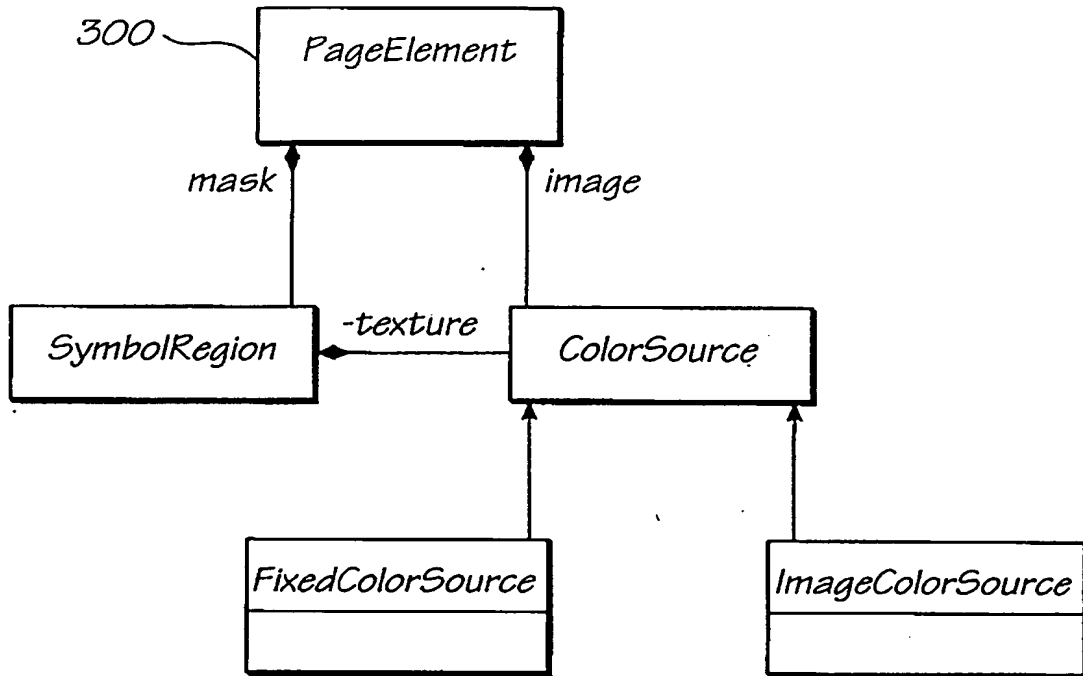 300
PageElement
mask
image
SymbolRegion
-texture
ColorSource
FixedColorSource
ImageColorSource